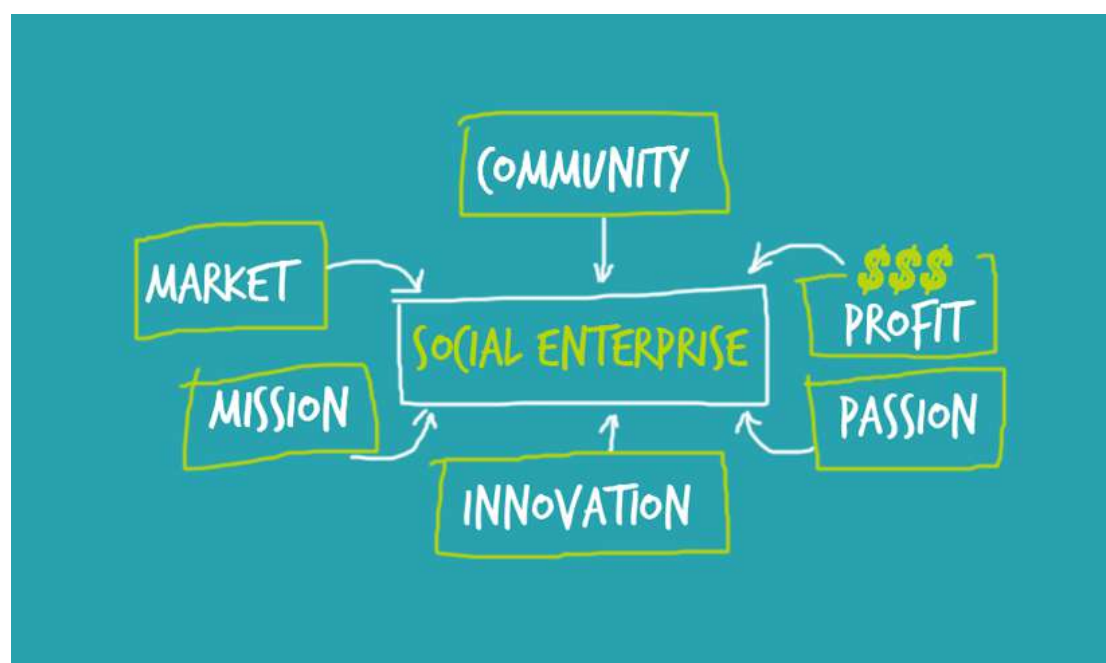 COMMUNITY
MARKET
$$$
PROFIT
SOCIAL ENTERPRISE
MISSION
PASSION
INNOVATION